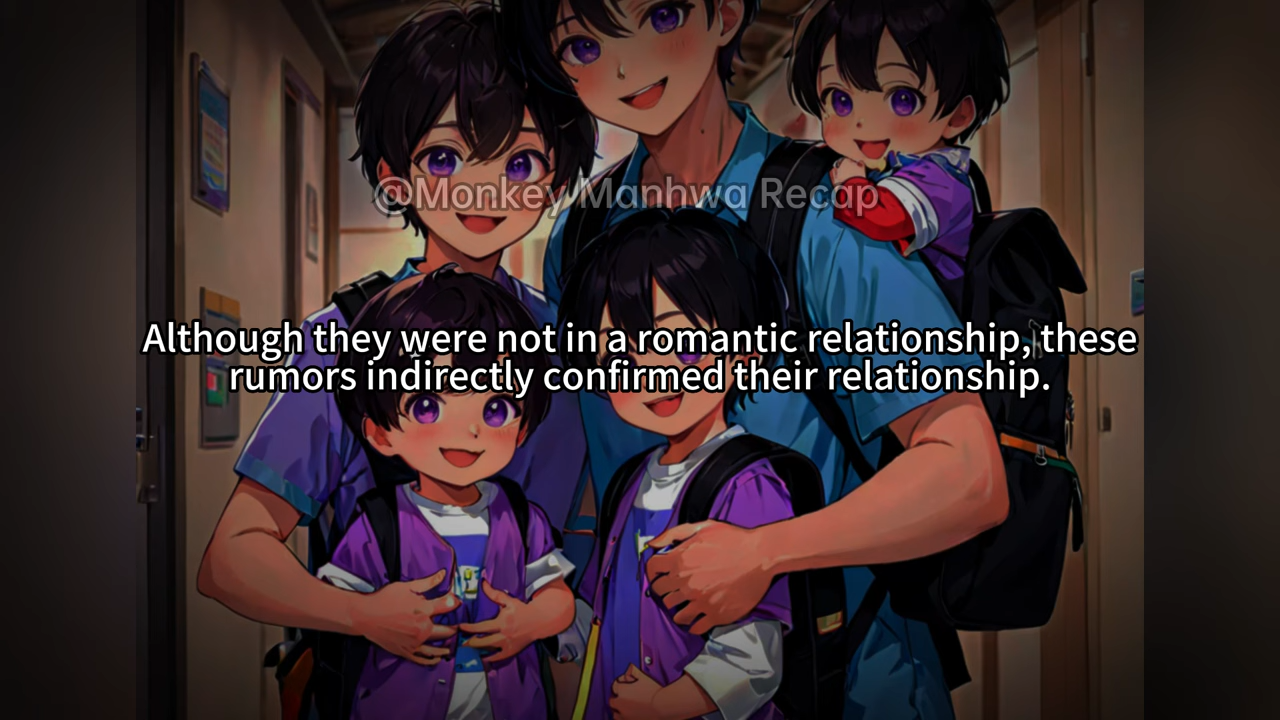 @Monkey Manhwa Recap
Although they were not in a romantic relationship, these
rumors indirectly confirmed their relationship.